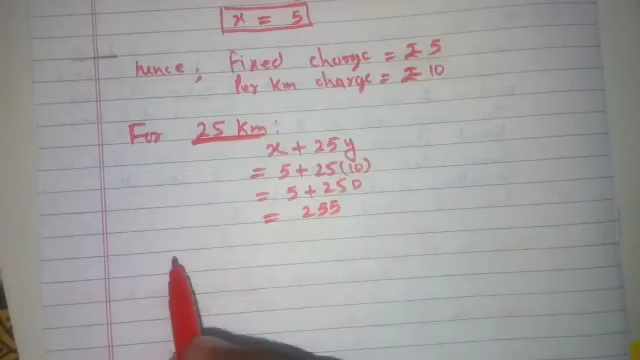 x = 5
hence; Fixed charge = ₹ 5
Per km charge = ₹ 10
For 25 km:
x + 25y
= 5 + 25(10)
= 5 + 250
= 255